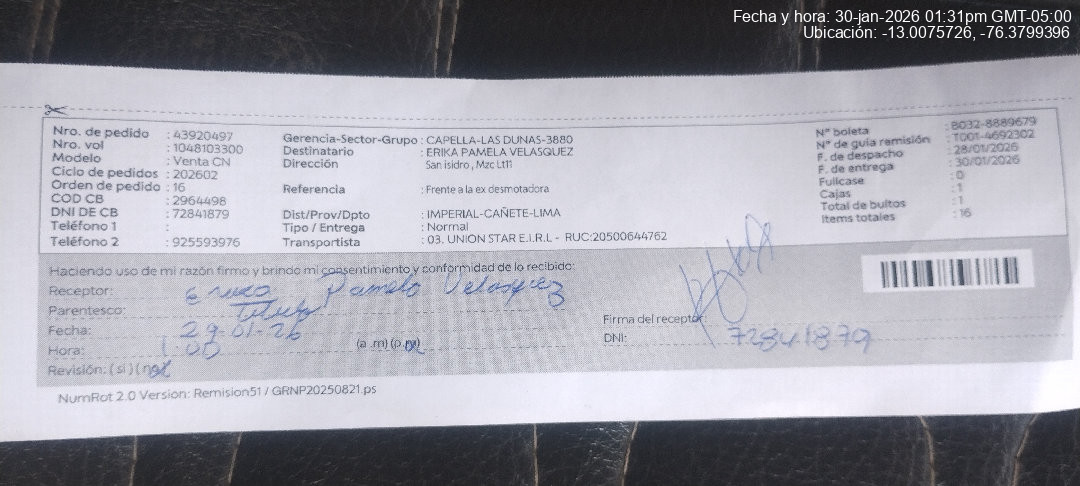 Fecha y hora: 30-jan-2026 01:31pm GMT-05:00
Ubicación: -13.0075726, -76.3799396
Nro. de pedido : 43920497
Nro. vol : 1048103300
Modelo : Venta CN
Ciclo de pedidos : 202602
Orden de pedido : 16
COD CB : 2964498
DNI DE CB : 72841879
Teléfono 1 :
Teléfono 2 : 925593976
Gerencia-Sector-Grupo : CAPELLA-LAS DUNAS-3880
Destinatario : ERIKA PAMELA VELASQUEZ
Dirección San isidro, Mzc Lt11
Referencia : Frente a la ex desmotadora
Dist/Prov/Dpto : IMPERIAL-CAÑETE-LIMA
Tipo / Entrega : Normal
Transportista : 03. UNION STAR E.I.R.L - RUC:20500644762
N° boleta : B032-8889679
N° de guia remisión : T001-4692302
F. de despacho : 28/01/2026
F. de entrega : 30/01/2026
Fullcase : 0
Cajas : 1
Total de bultos : 1
Items totales : 16
Haciendo uso de mi razón firmo y brindo mi consentimiento y conformidad de lo recibido:
Receptor: Erica Pamela Velasquez
Parentesco: titular
Fecha: 29-01-26
Hora: 1 00 (a .m) (p.m)
Revisión: ( si ) ( no)
Firma del receptor:
DNI: 72841879
NumRot 2.0 Version: Remision51 / GRNP20250821.ps